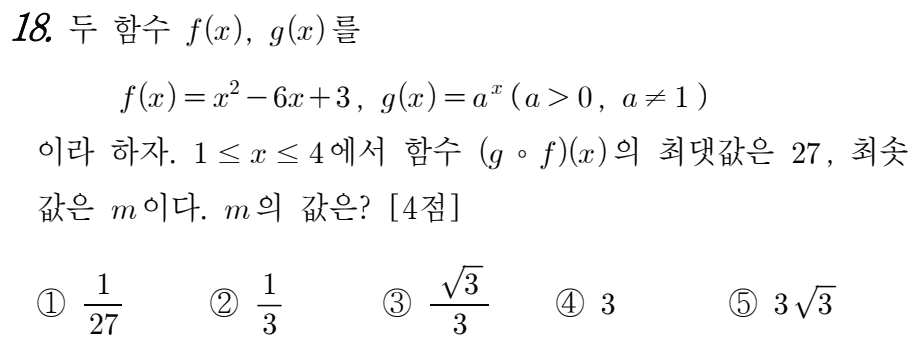 18. 두 함수 f(x), g(x)를
f(x)=x²-6x+3, g(x)=aˣ (a>0, a≠1)
이라 하자. 1≤x≤4에서 함수 (g∘f)(x)의 최댓값은 27, 최솟
값은 m이다. m의 값은? [4점]
① 1/27 ② 1/3 ③ √3/3 ④ 3 ⑤ 3√3